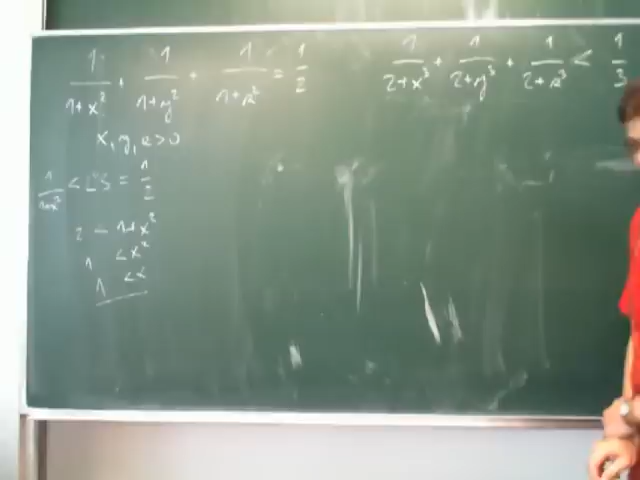 1/(1+x²) + 1/(1+y²) + 1/(1+z²) = 1/2
1/(2+x³) + 1/(2+y³) + 1/(2+z³) < 1/3
x, y, z > 0
1/(1+x²) < L°S = 1/2
2 < 1+x²
1 < x²
1 < x